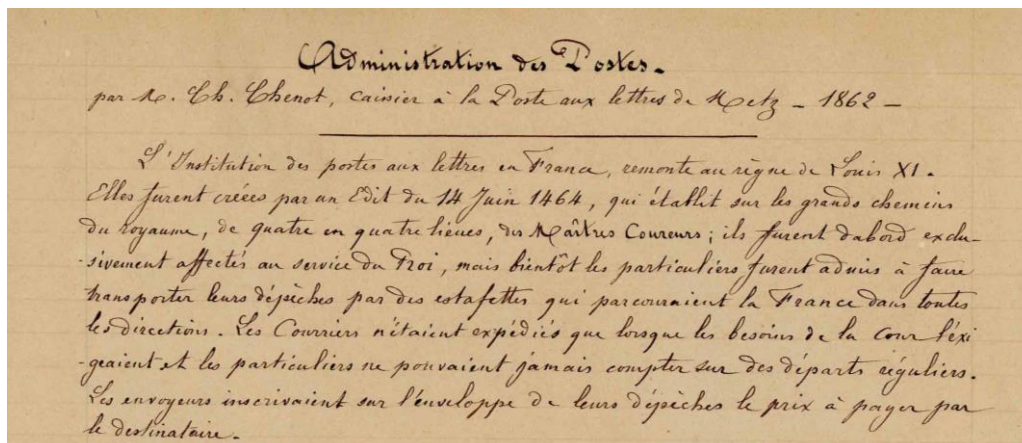 Administration des Postes.
par M. Ch. Chenot, caissier à la Poste aux lettres de Metz - 1862 -
L'Institution des postes aux lettres en France, remonte au règne de Louis XI.
Elles furent créées par un Edit du 14 Juin 1464, qui établit sur les grands chemins
du royaume, de quatre en quatre lieues, des Maîtres Coureurs; ils furent d'abord exclu-
-sivement affectés au service du Roi, mais bientôt les particuliers furent admis à faire
transporter leurs dépèches par des estafettes qui parcouraient la France dans toutes
les directions. Les Courriers n'étaient expédiés que lorsque les besoins de la cour l'exi
-geaient et les particuliers ne pouvaient jamais compter sur des départs réguliers.
Les envoyeurs inscrivaient sur l'enveloppe de leurs dépèches le prix à payer par
le destinataire.